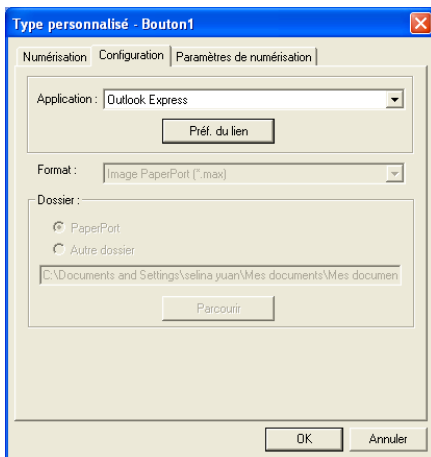 Type personnalisé - Bouton1
Numérisation Configuration Paramètres de numérisation
Application : Outlook Express
Préf. du lien
Format : Image PaperPort (*.max)
Dossier :
PaperPort
Autre dossier
C:\Documents and Settings\selina yuan\Mes documents\Mes documen
Parcourir
OK Annuler